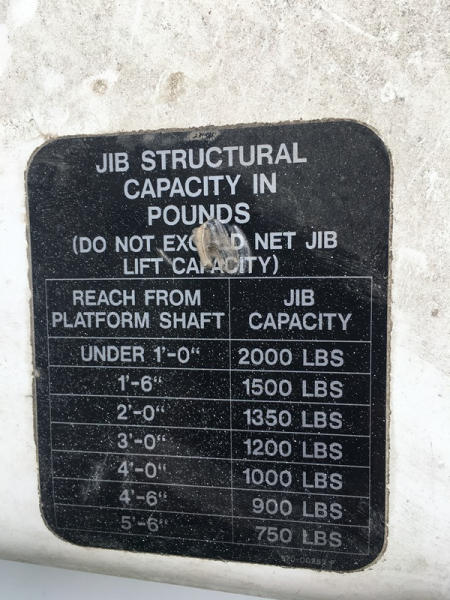 JIB STRUCTURAL
CAPACITY IN
POUNDS
(DO NOT EXCEED NET JIB
LIFT CAPACITY)
REACH FROM PLATFORM SHAFT JIB CAPACITY
UNDER 1'-0" 2000 LBS
1'-6" 1500 LBS
2'-0" 1350 LBS
3'-0" 1200 LBS
4'-0" 1000 LBS
4'-6" 900 LBS
5'-6" 750 LBS